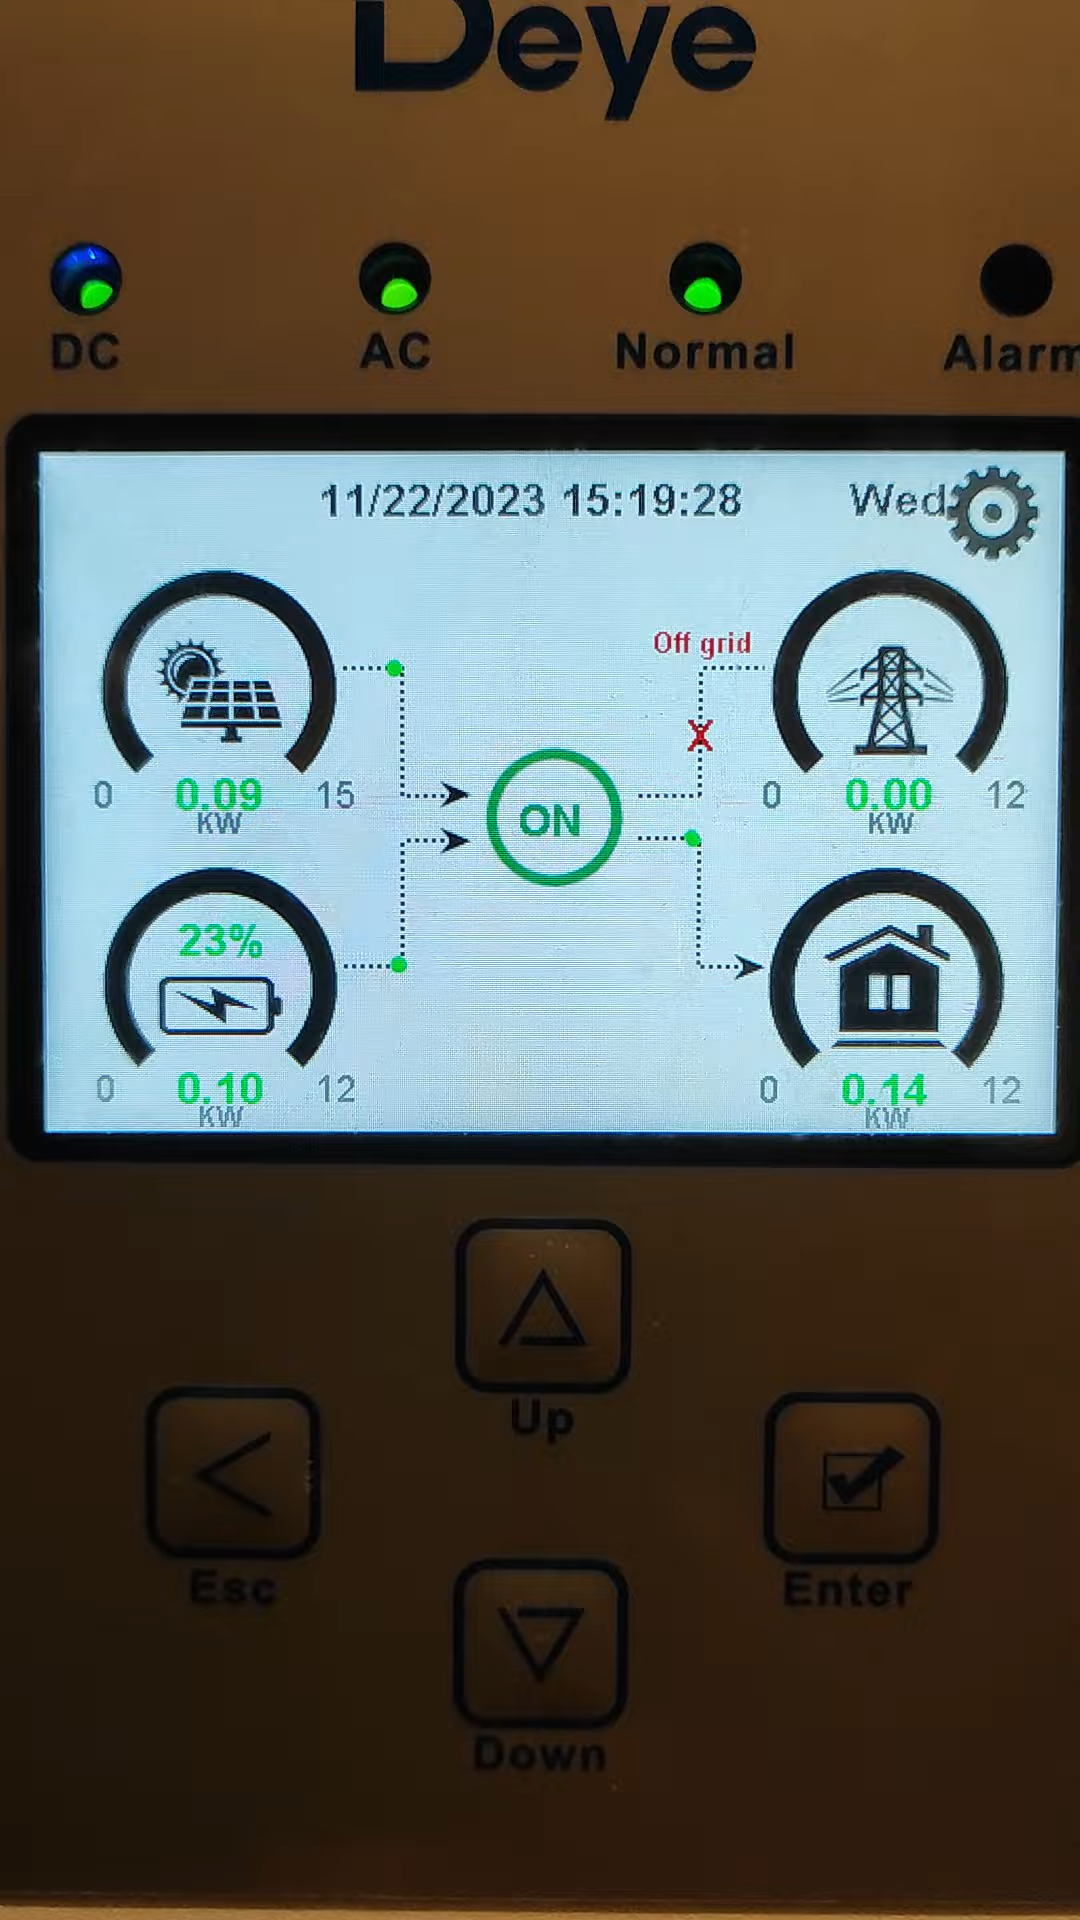 Deye
DC AC Normal Alarm
11/22/2023 15:19:28 Wed
Off grid
0 0.09 15
KW
ON
0 0.00 12
KW
23%
0 0.10 12
KW
0 0.14 12
KW
Up
Esc
Enter
Down